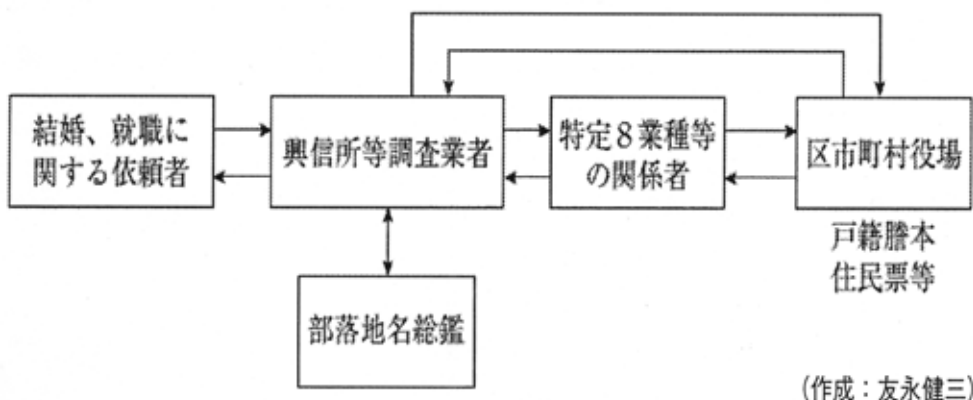 結婚、就職に
関する依頼者
興信所等調査業者
特定8業種等
の関係者
区市町村役場
戸籍謄本
住民票等
部落地名総鑑
(作成:友永健三)